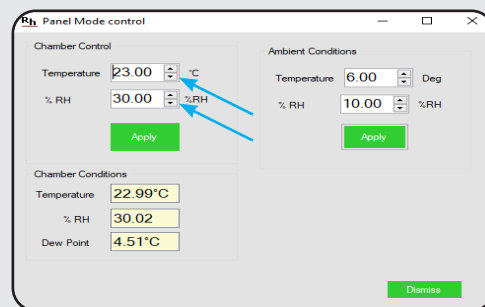 Rh Panel Mode control
Chamber Control
Temperature 23.00 °C
% RH 30.00 %RH
Apply
Ambient Conditions
Temperature 6.00 Deg
% RH 10.00 %RH
Apply
Chamber Conditions
Temperature 22.99°C
% RH 30.02
Dew Point 4.51°C
Dismiss